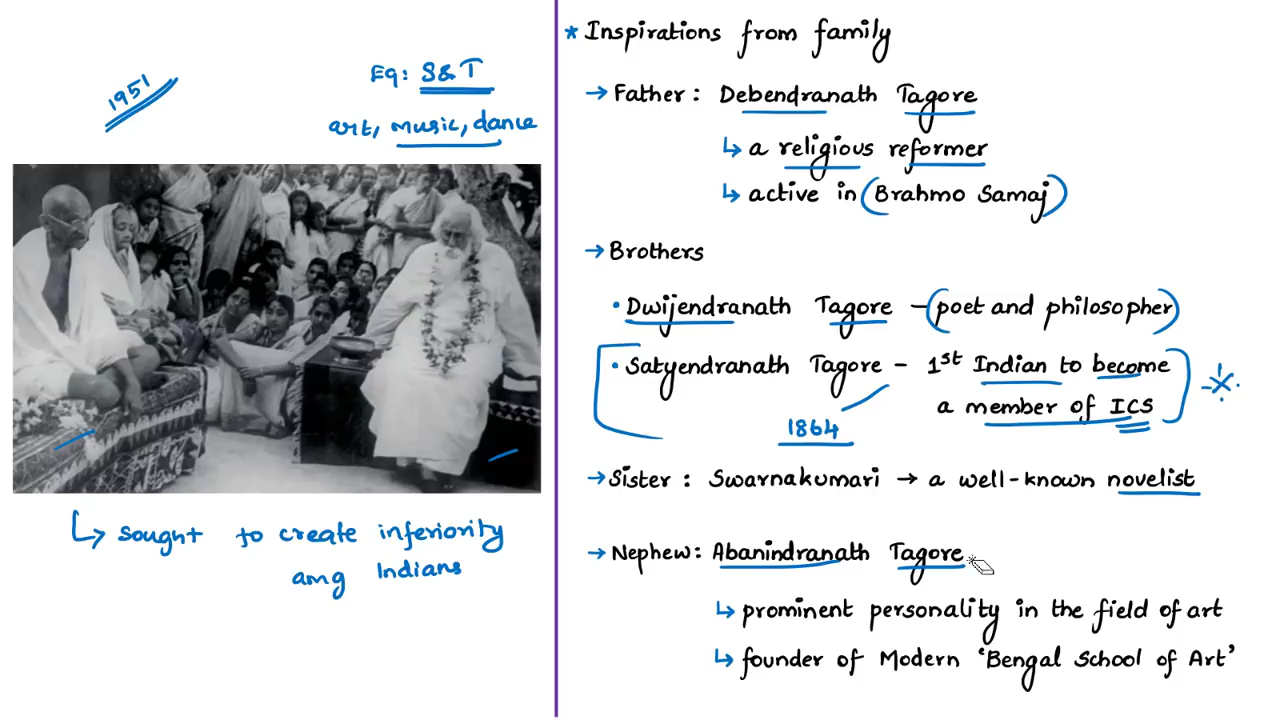 1951
Eg: S&T
art, music, dance
↳ sought to create inferiority
amg Indians
* Inspirations from family
→ Father : Debendranath Tagore
↳ a religious reformer
↳ active in (Brahmo Samaj)
→ Brothers
• Dwijendranath Tagore – (poet and philosopher)
• Satyendranath Tagore – 1st Indian to become
a member of ICS
1864
→ Sister : Swarnakumari → a well-known novelist
→ Nephew : Abanindranath Tagore
↳ prominent personality in the field of art
↳ founder of Modern 'Bengal School of Art'